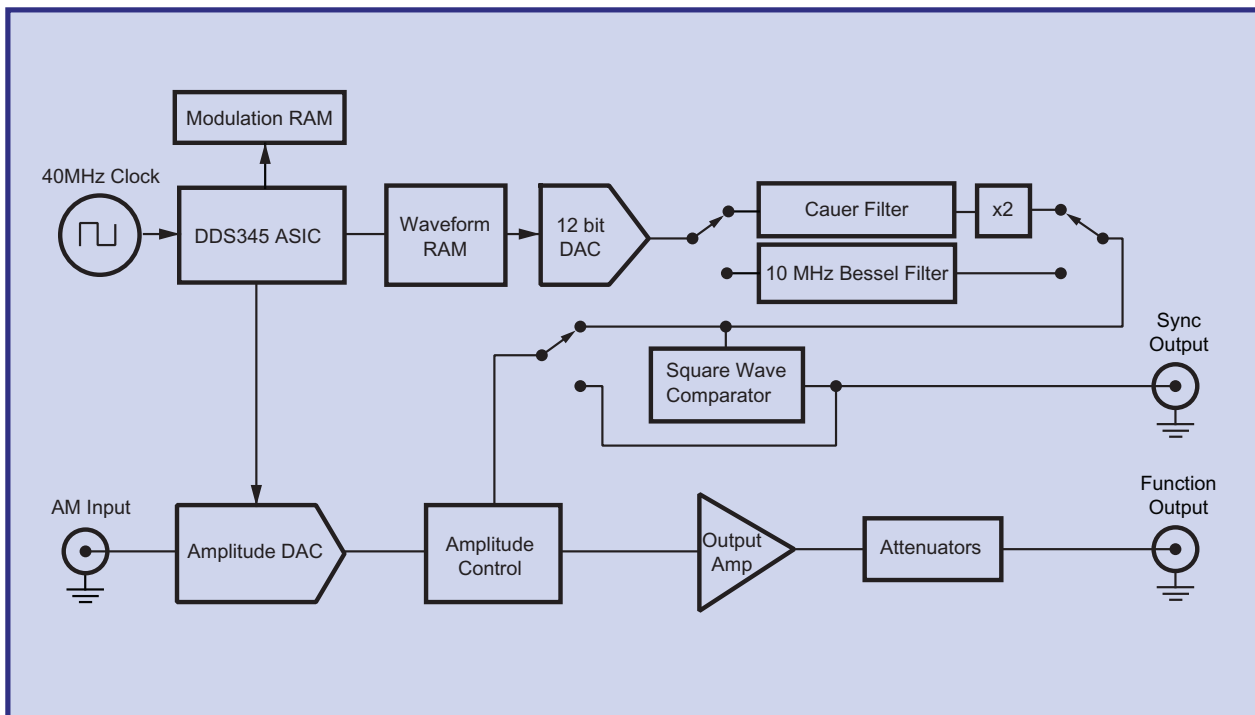 Modulation RAM
40MHz Clock
DDS345 ASIC
Waveform
RAM
12 bit
DAC
Cauer Filter
x2
10 MHz Bessel Filter
Sync
Output
Square Wave
Comparator
AM Input
Amplitude DAC
Amplitude
Control
Output
Amp
Attenuators
Function
Output